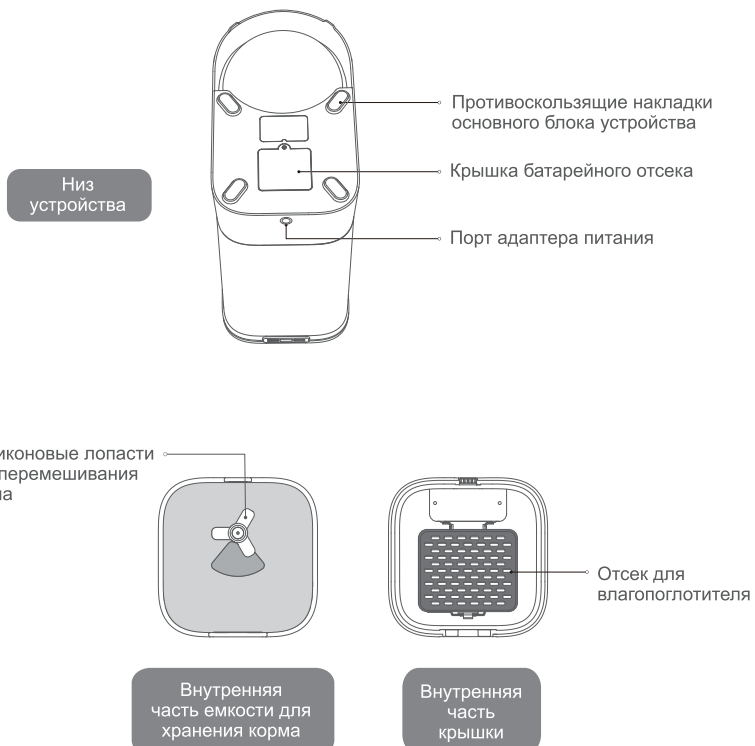 Противоскользящие накладки
основного блока устройства
Крышка батарейного отсека
Низ
устройства
Порт адаптера питания
иконовые лопасти
перемешивания
Отсек для
влагопоглотителя
Внутренняя
часть емкости для
хранения корма
Внутренняя
часть
крышки